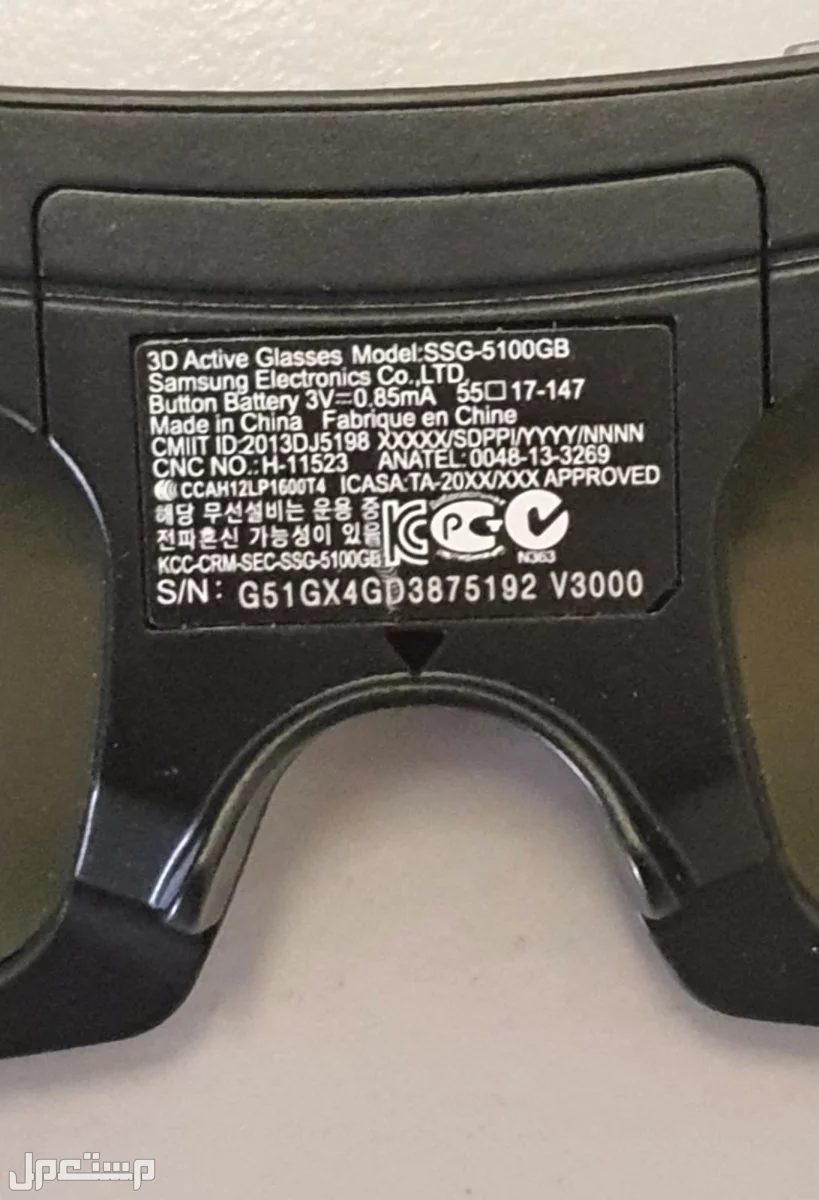 3D Active Glasses Model:SSG-5100GB
Samsung Electronics Co.,LTD.
Button Battery 3V⎓0.85mA 55□17-147
Made in China Fabrique en Chine
CMIIT ID:2013DJ5198 XXXXX/SDPPI/YYYY/NNNN
CNC NO.:H-11523 ANATEL:0048-13-3269
CCAH12LP1600T4 ICASA:TA-20XX/XXX APPROVED
해당 무선설비는 운용 중
전파혼신 가능성이 있음
KCC-CRM-SEC-SSG-5100GB
N363
S/N: G51GX4GD3875192 V3000
مستعمل